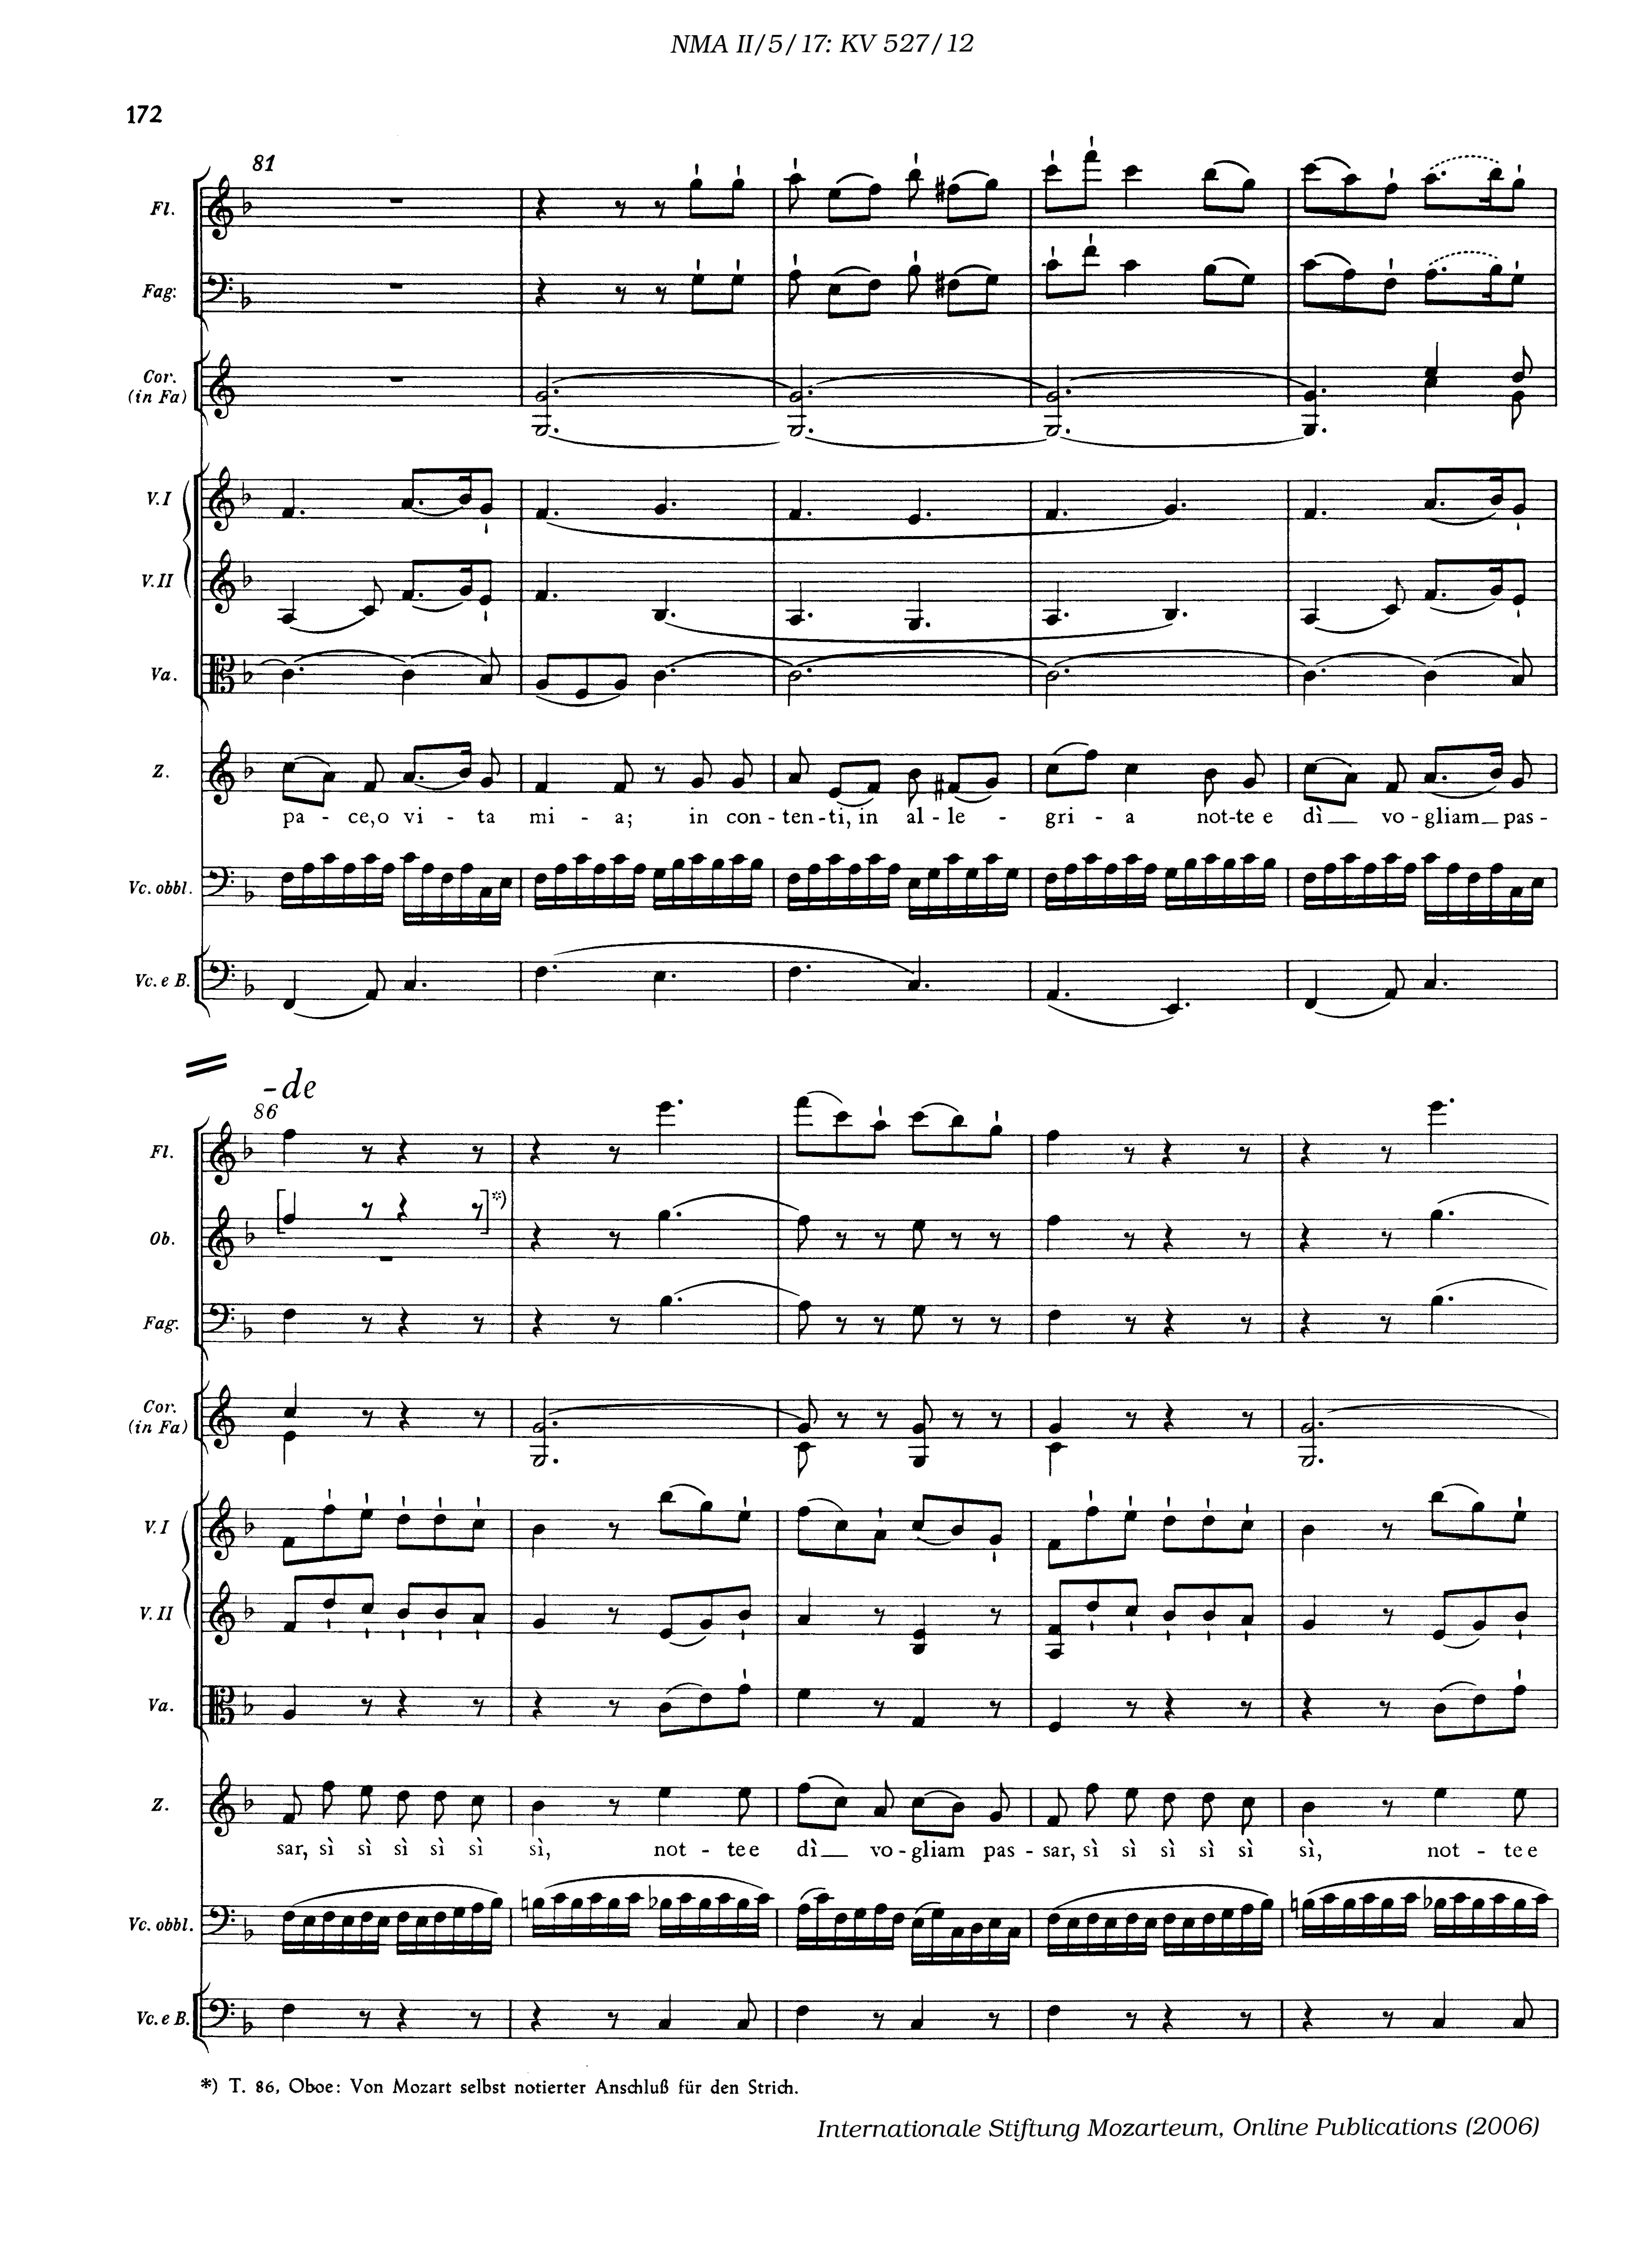 NMA II/5/17: KV 527/12
172
81
Fl.
Fag.
Cor.
(in Fa)
V. I
V. II
Va.
Z.
pa - ce, o vi - ta mi - a; in con - ten - ti, in al - le - gri - a not - te e dì vo - gliam pas -
Vc. obbl.
Vc. e B.
-de
86
Fl.
Ob.
*)
Fag.
Cor.
(in Fa)
V. I
V. II
Va.
Z.
sar, sì sì sì sì sì sì, not - te e dì vo - gliam pas - sar, sì sì sì sì sì sì, not - te e
Vc. obbl.
Vc. e B.
*) T. 86, Oboe: Von Mozart selbst notierter Anschluß für den Strich.
Internationale Stiftung Mozarteum, Online Publications (2006)